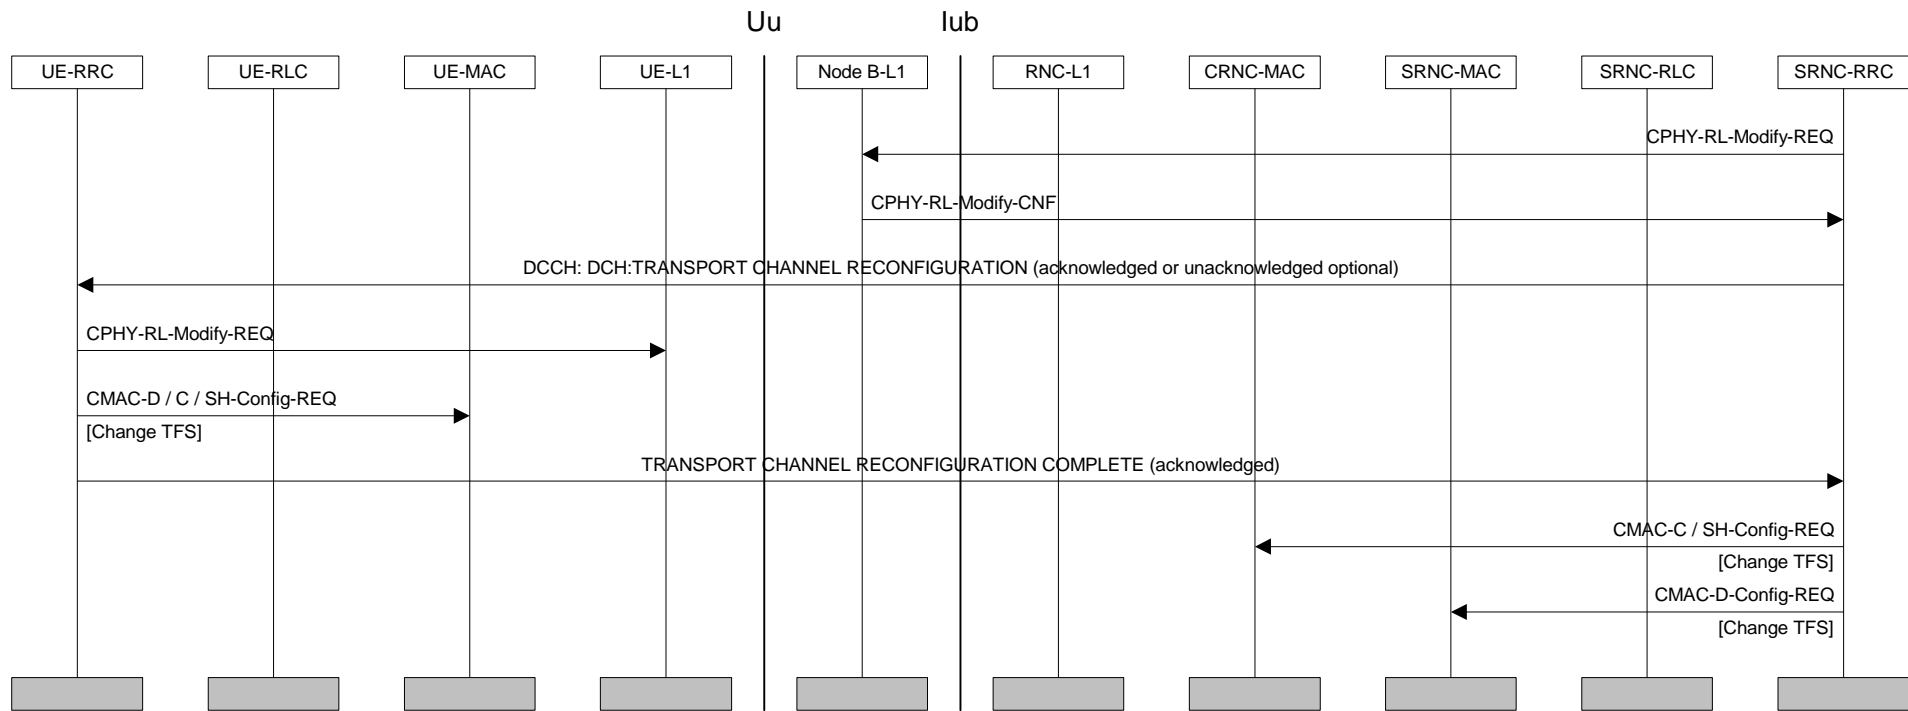 Uu
Iub
UE-RRC
UE-RLC
UE-MAC
UE-L1
Node B-L1
RNC-L1
CRNC-MAC
SRNC-MAC
SRNC-RLC
SRNC-RRC
CPHY-RL-Modify-REQ
CPHY-RL-Modify-CNF
DCCH: DCH:TRANSPORT CHANNEL RECONFIGURATION (acknowledged or unacknowledged optional)
CPHY-RL-Modify-REQ
CMAC-D / C / SH-Config-REQ
[Change TFS]
TRANSPORT CHANNEL RECONFIGURATION COMPLETE (acknowledged)
CMAC-C / SH-Config-REQ
[Change TFS]
CMAC-D-Config-REQ
[Change TFS]